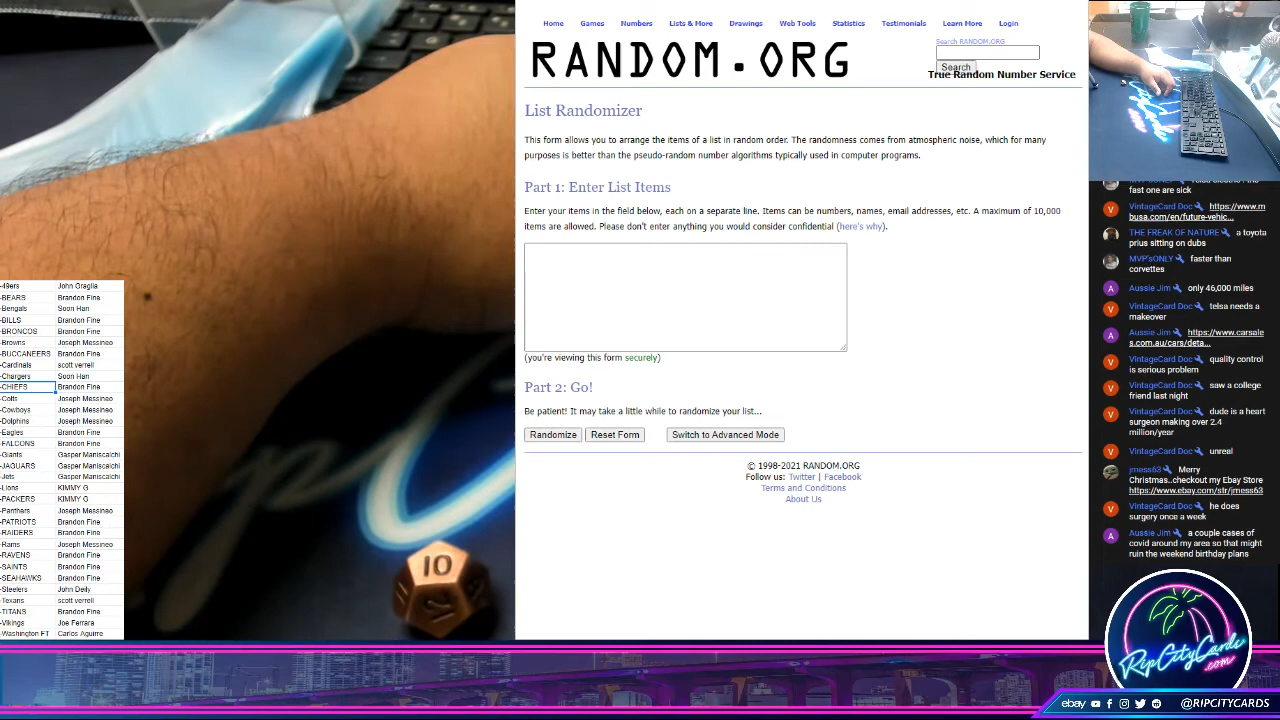 Home Games Numbers Lists & More Drawings Web Tools Statistics Testimonials Learn More Login
RANDOM.ORG
Search RANDOM.ORG
Search
True Random Number Service
List Randomizer
This form allows you to arrange the items of a list in random order. The randomness comes from atmospheric noise, which for many
purposes is better than the pseudo-random number algorithms typically used in computer programs.
Part 1: Enter List Items
Enter your items in the field below, each on a separate line. Items can be numbers, names, email addresses, etc. A maximum of 10,000
items are allowed. Please don't enter anything you would consider confidential (here's why).
(you're viewing this form securely)
Part 2: Go!
Be patient! It may take a little while to randomize your list...
Randomize Reset Form Switch to Advanced Mode
© 1998-2021 RANDOM.ORG
Follow us: Twitter | Facebook
Terms and Conditions
About Us
-49ers John Graglia
-BEARS Brandon Fine
-Bengals Soon Han
-BILLS Brandon Fine
-BRONCOS Brandon Fine
-Browns Joseph Messineo
-BUCCANEERS Brandon Fine
-Cardinals scott verrell
-Chargers Soon Han
-CHIEFS Brandon Fine
-Colts Joseph Messineo
-Cowboys Joseph Messineo
-Dolphins Joseph Messineo
-Eagles Brandon Fine
-FALCONS Brandon Fine
-Giants Gasper Maniscalchi
-JAGUARS Gasper Maniscalchi
-Jets Gasper Maniscalchi
-Lions KIMMY G
-PACKERS KIMMY G
-Panthers Joseph Messineo
-PATRIOTS Brandon Fine
-RAIDERS Brandon Fine
-Rams Joseph Messineo
-RAVENS Brandon Fine
-SAINTS Brandon Fine
-SEAHAWKS Brandon Fine
-Steelers John Deily
-Texans scott verrell
-TITANS Brandon Fine
-Vikings Joe Ferrara
-Washington FT Carlos Aguirre
10
fast one are sick
VintageCard Doc https://www.m
busa.com/en/future-vehic...
THE FREAK OF NATURE a toyota
prius sitting on dubs
MVP'sONLY faster than
corvettes
Aussie Jim only 46,000 miles
VintageCard Doc telsa needs a
makeover
Aussie Jim https://www.carsale
s.com.au/cars/deta...
VintageCard Doc quality control
is serious problem
VintageCard Doc saw a college
friend last night
VintageCard Doc dude is a heart
surgeon making over 2.4
million/year
VintageCard Doc unreal
jmess63 Merry
Christmas..checkout my Ebay Store
https://www.ebay.com/str/jmess63
VintageCard Doc he does
surgery once a week
Aussie Jim a couple cases of
covid around my area so that might
ruin the weekend birthday plans
RipCityCards
.com
ebay @RIPCITYCARDS